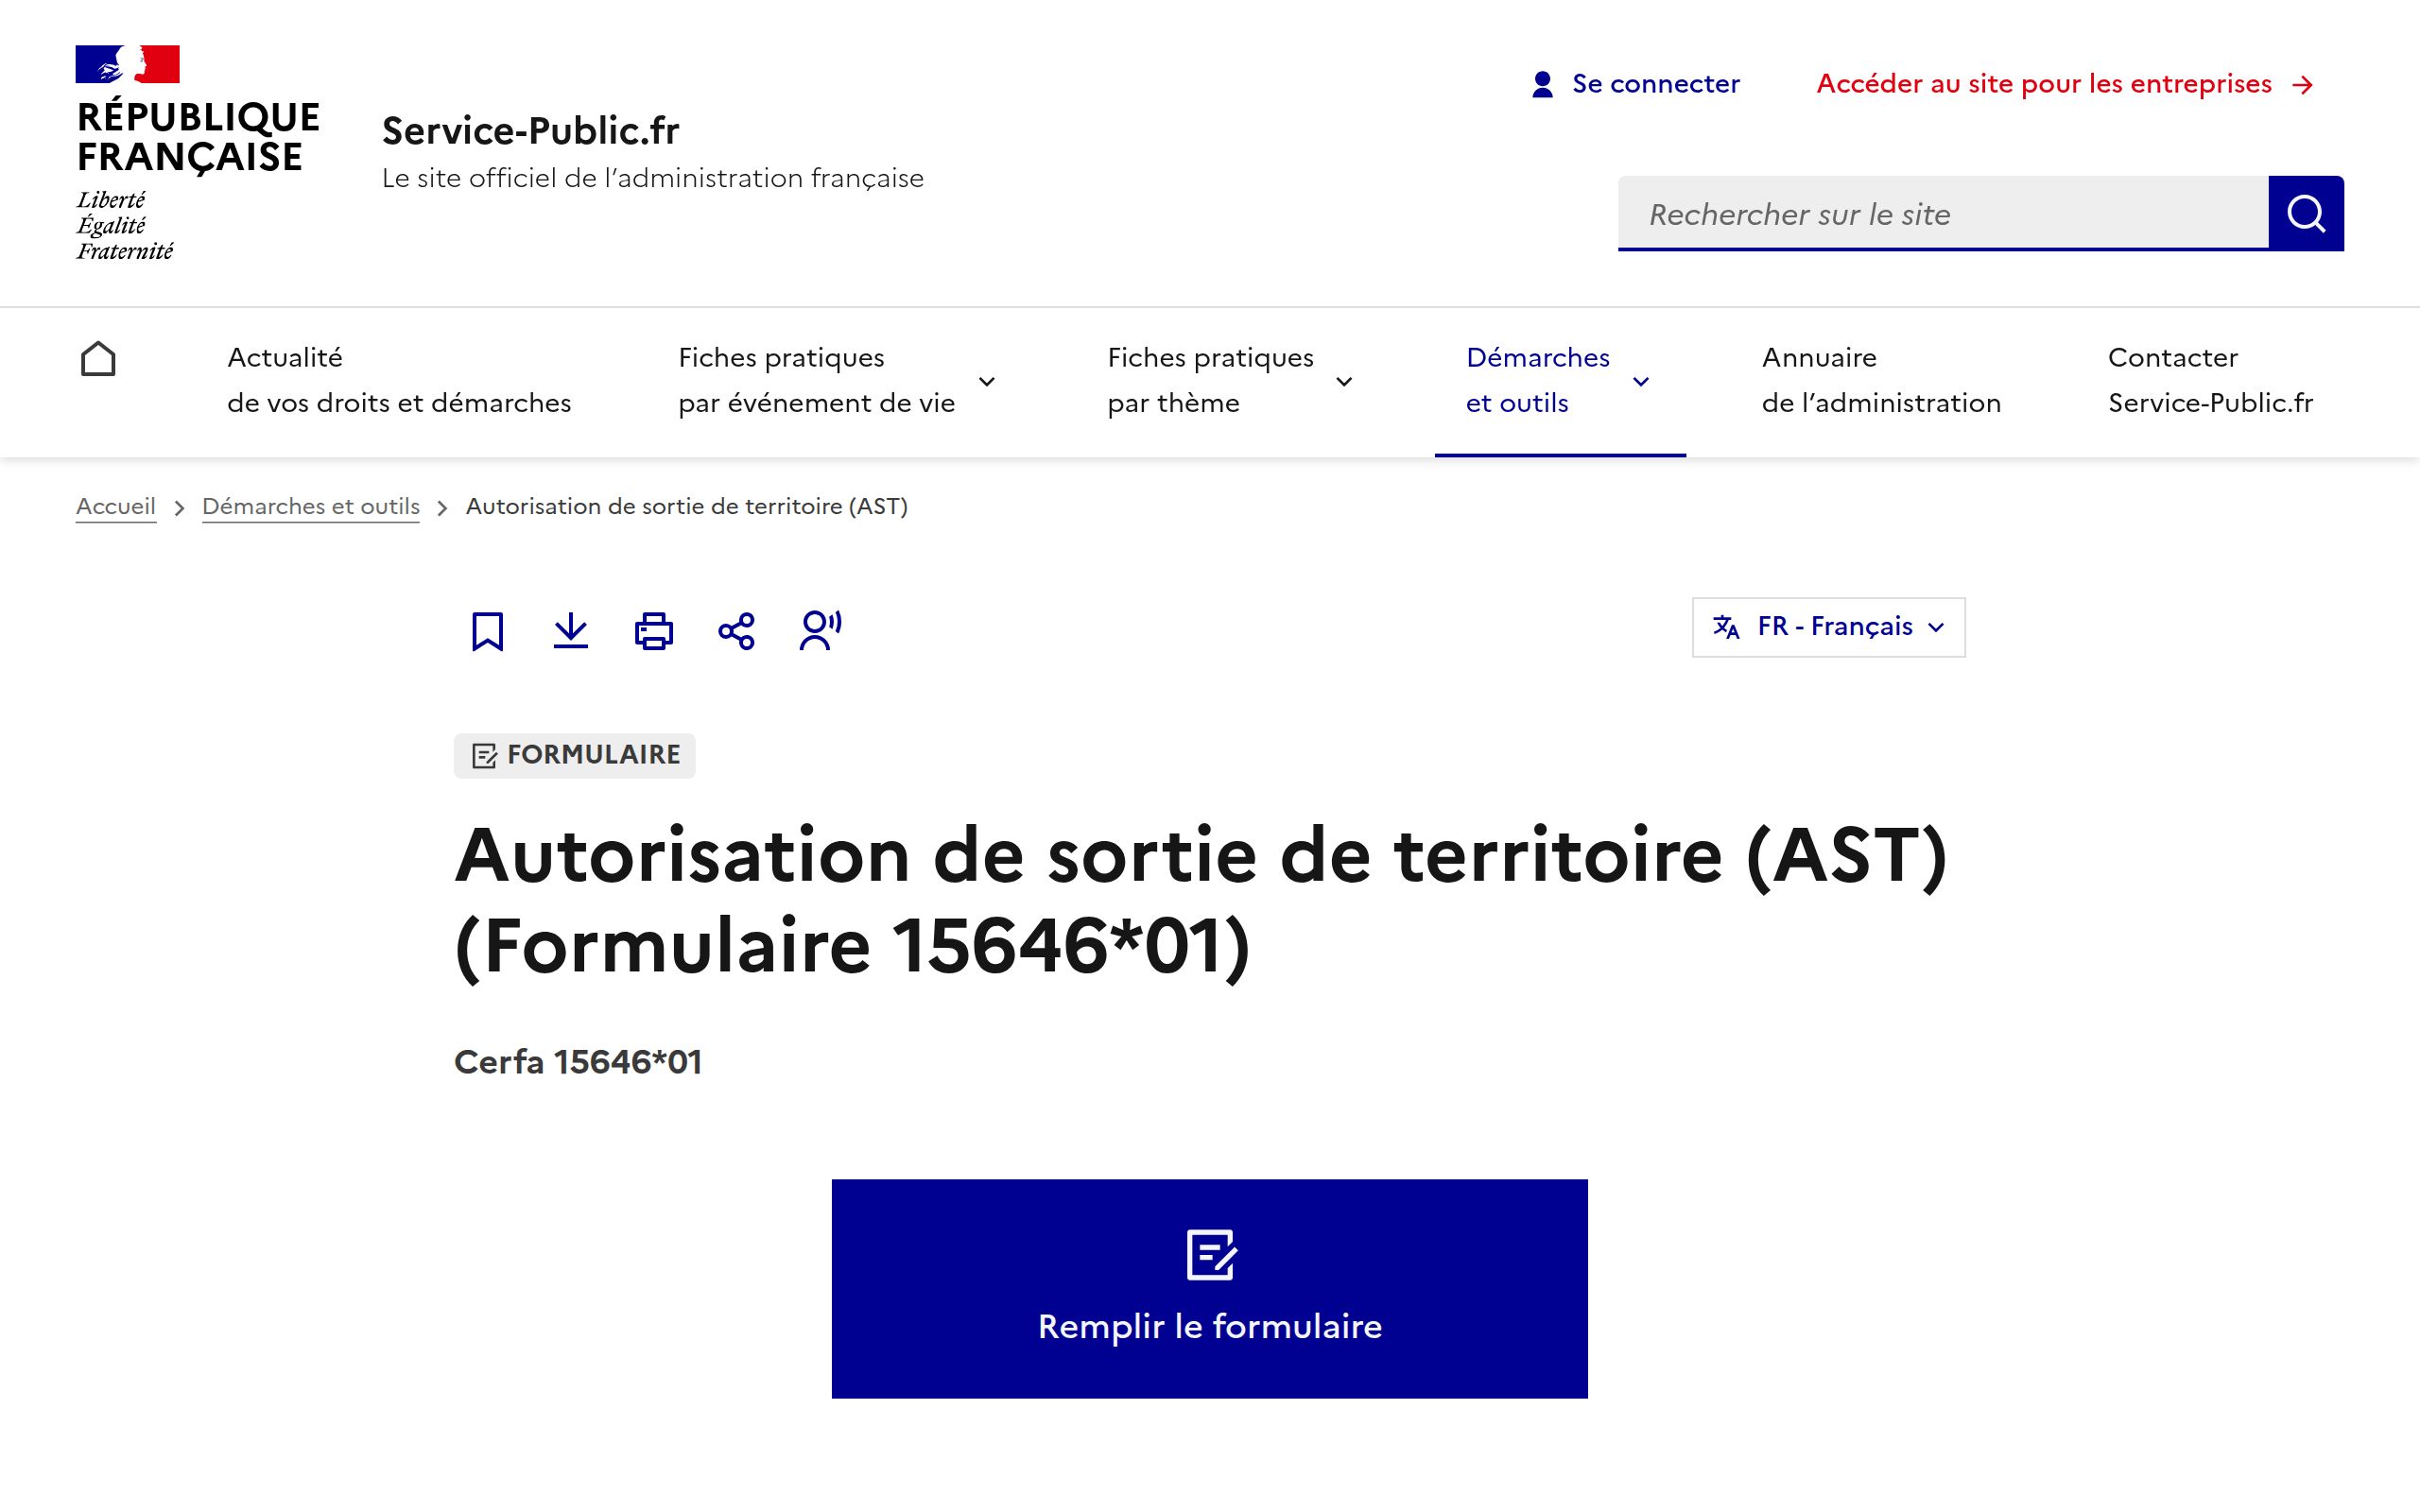 RÉPUBLIQUE
FRANÇAISE
Liberté
Égalité
Fraternité
Service-Public.fr
Le site officiel de l’administration française
Se connecter
Accéder au site pour les entreprises
Rechercher sur le site
Actualité
de vos droits et démarches
Fiches pratiques
par événement de vie
Fiches pratiques
par thème
Démarches
et outils
Annuaire
de l’administration
Contacter
Service-Public.fr
Accueil
Démarches et outils
Autorisation de sortie de territoire (AST)
FR - Français
FORMULAIRE
Autorisation de sortie de territoire (AST)
(Formulaire 15646*01)
Cerfa 15646*01
Remplir le formulaire